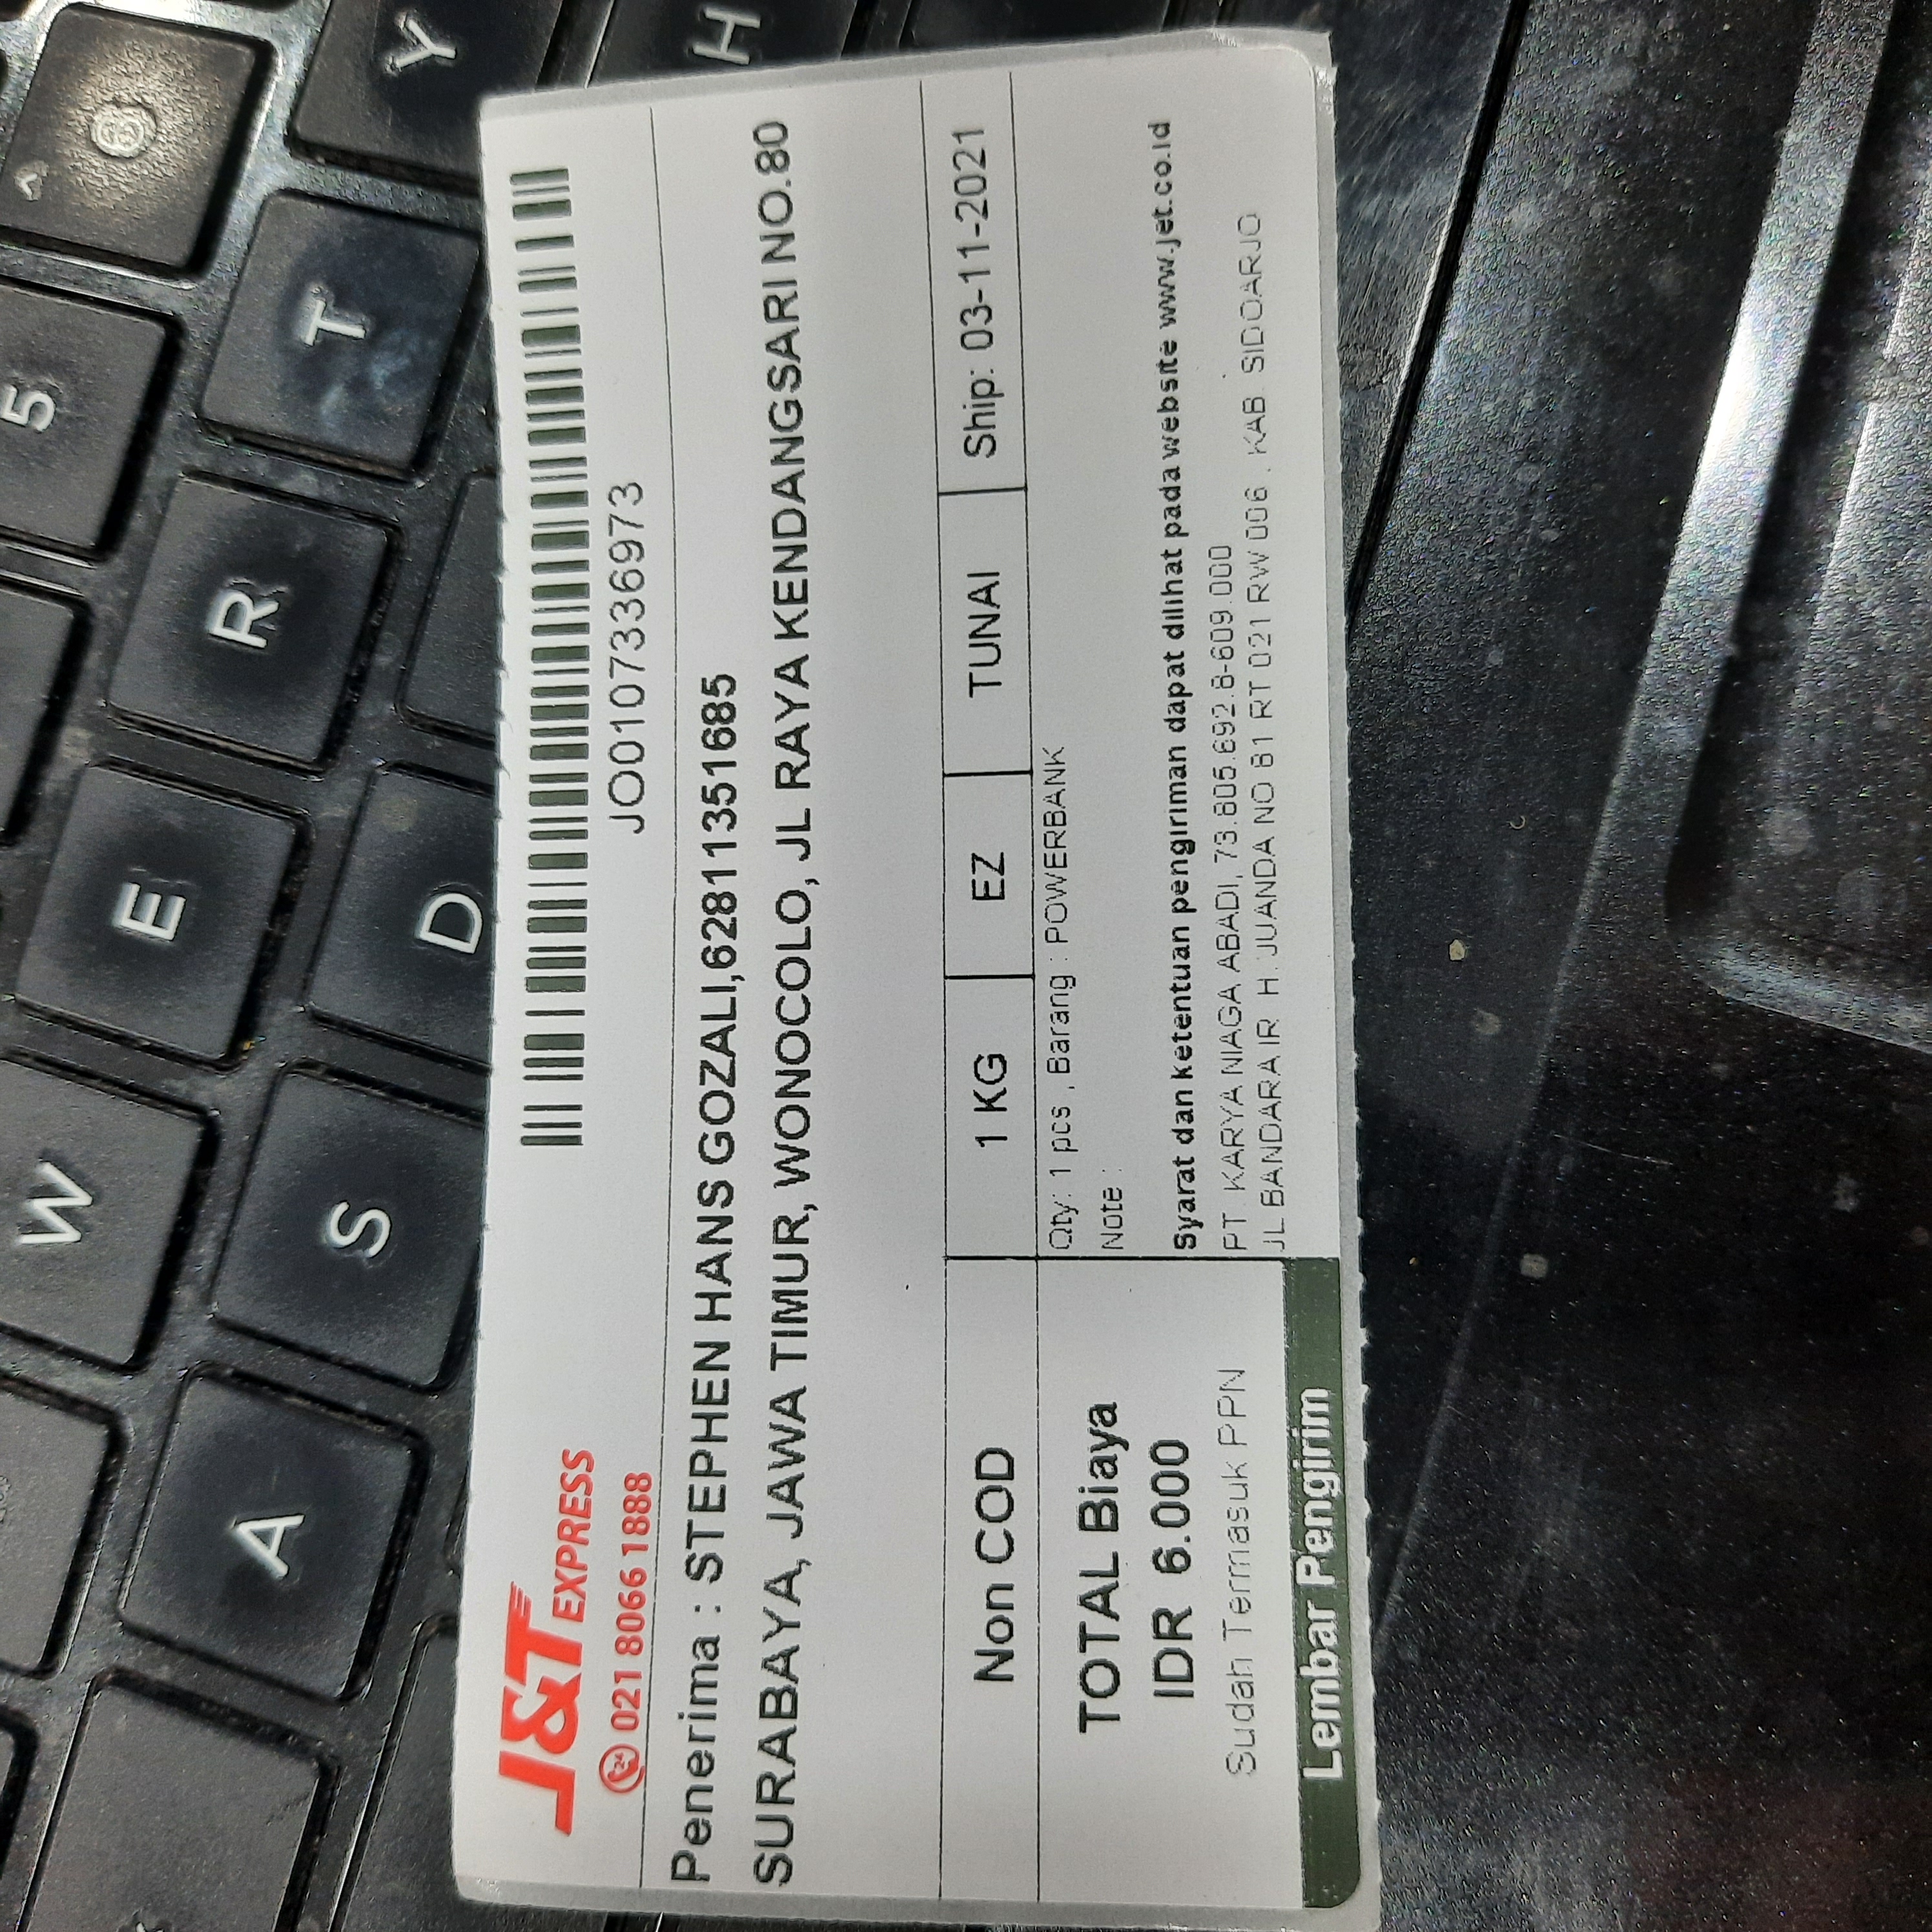 W
5
^
6
E
A
R
S
T
D
Y
H
J&T EXPRESS
24
021 8066 1888
JO0107336973
Penerima : STEPHEN HANS GOZALI,62811351685
SURABAYA, JAWA TIMUR, WONOCOLO, JL RAYA KENDANGSARI NO.80
Non COD
1 KG
EZ
TUNAI
Ship: 03-11-2021
TOTAL Biaya
IDR 6.000
Sudah Termasuk PPN
Lembar Pengirim
Qty: 1 pcs , Barang : POWERBANK
Note :
Syarat dan ketentuan pengiriman dapat dilihat pada website www.jet.co.id
PT. KARYA NIAGA ABADI, 73.805.692.8-609.000
JL BANDARA IR. H. JUANDA NO 81 RT 021 RW 006 , KAB. SIDOARJO